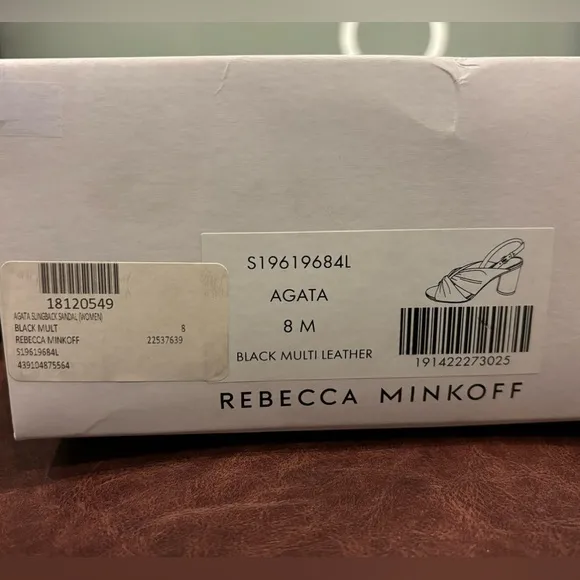 18120549
AGATA SLINGBACK SANDAL (WOMEN)
BLACK MULT 8
REBECCA MINKOFF 22537639
S19619684L
439104875564
S19619684L
AGATA
8 M
BLACK MULTI LEATHER
191422273025
REBECCA MINKOFF